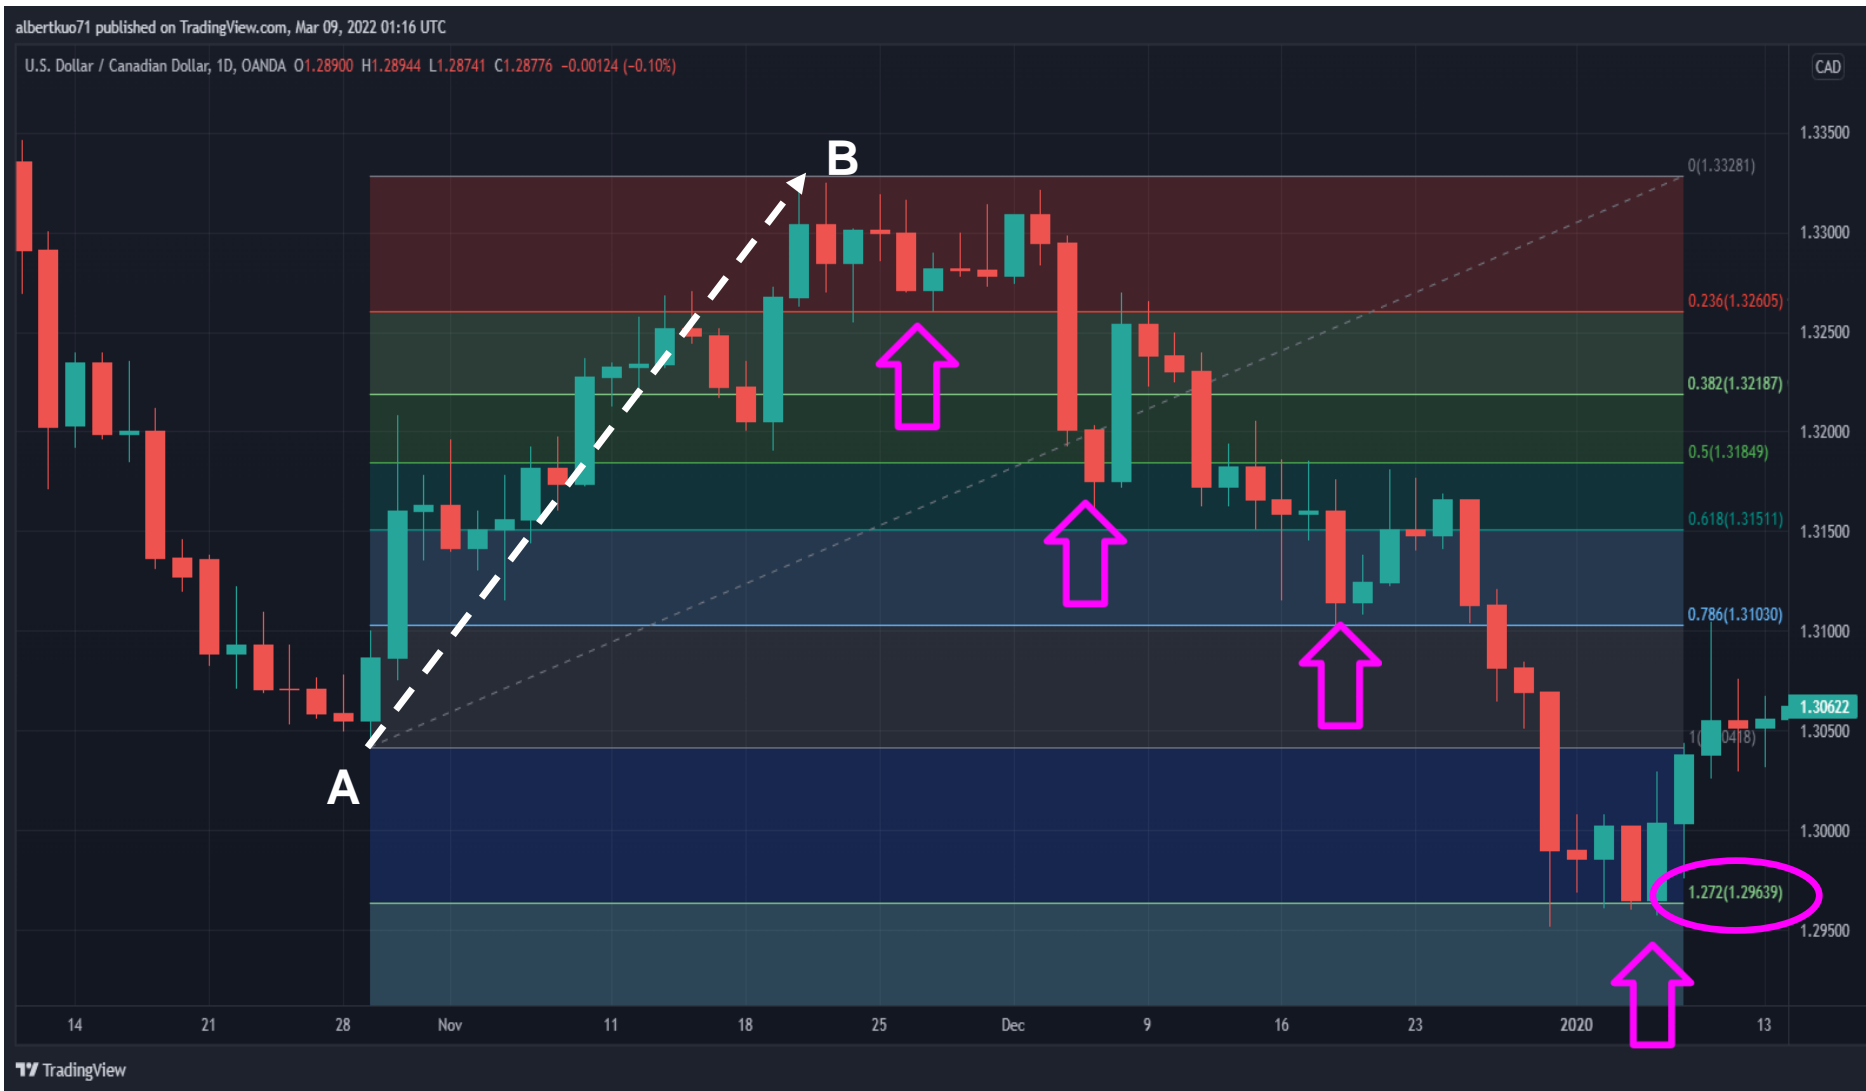 albertkuo71 published on TradingView.com, Mar 09, 2022 01:16 UTC
U.S. Dollar / Canadian Dollar, 1D, OANDA O1.28900 H1.28944 L1.28741 C1.28776 −0.00124 (−0.10%)
CAD
1.33500
B
0(1.33281)
1.33000
0.236(1.32605)
1.32500
0.382(1.32187)
1.32000
0.5(1.31849)
0.618(1.31511)
1.31500
0.786(1.31030)
1.31000
1.30622
1.30500
A
1.30000
1.272(1.29639)
1.29500
14 21 28 Nov 11 18 25 Dec 9 16 23 2020 13
TradingView